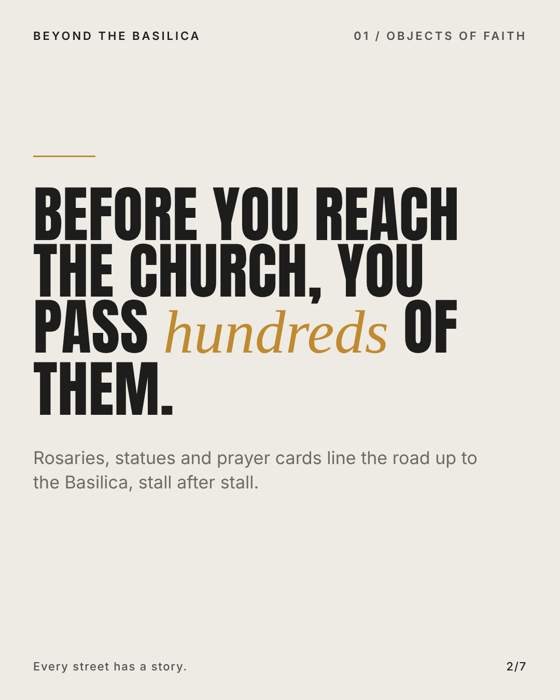 BEYOND THE BASILICA
01 / OBJECTS OF FAITH
BEFORE YOU REACH
THE CHURCH, YOU
PASS hundreds OF
THEM.
Rosaries, statues and prayer cards line the road up to
the Basilica, stall after stall.
Every street has a story.
2/7